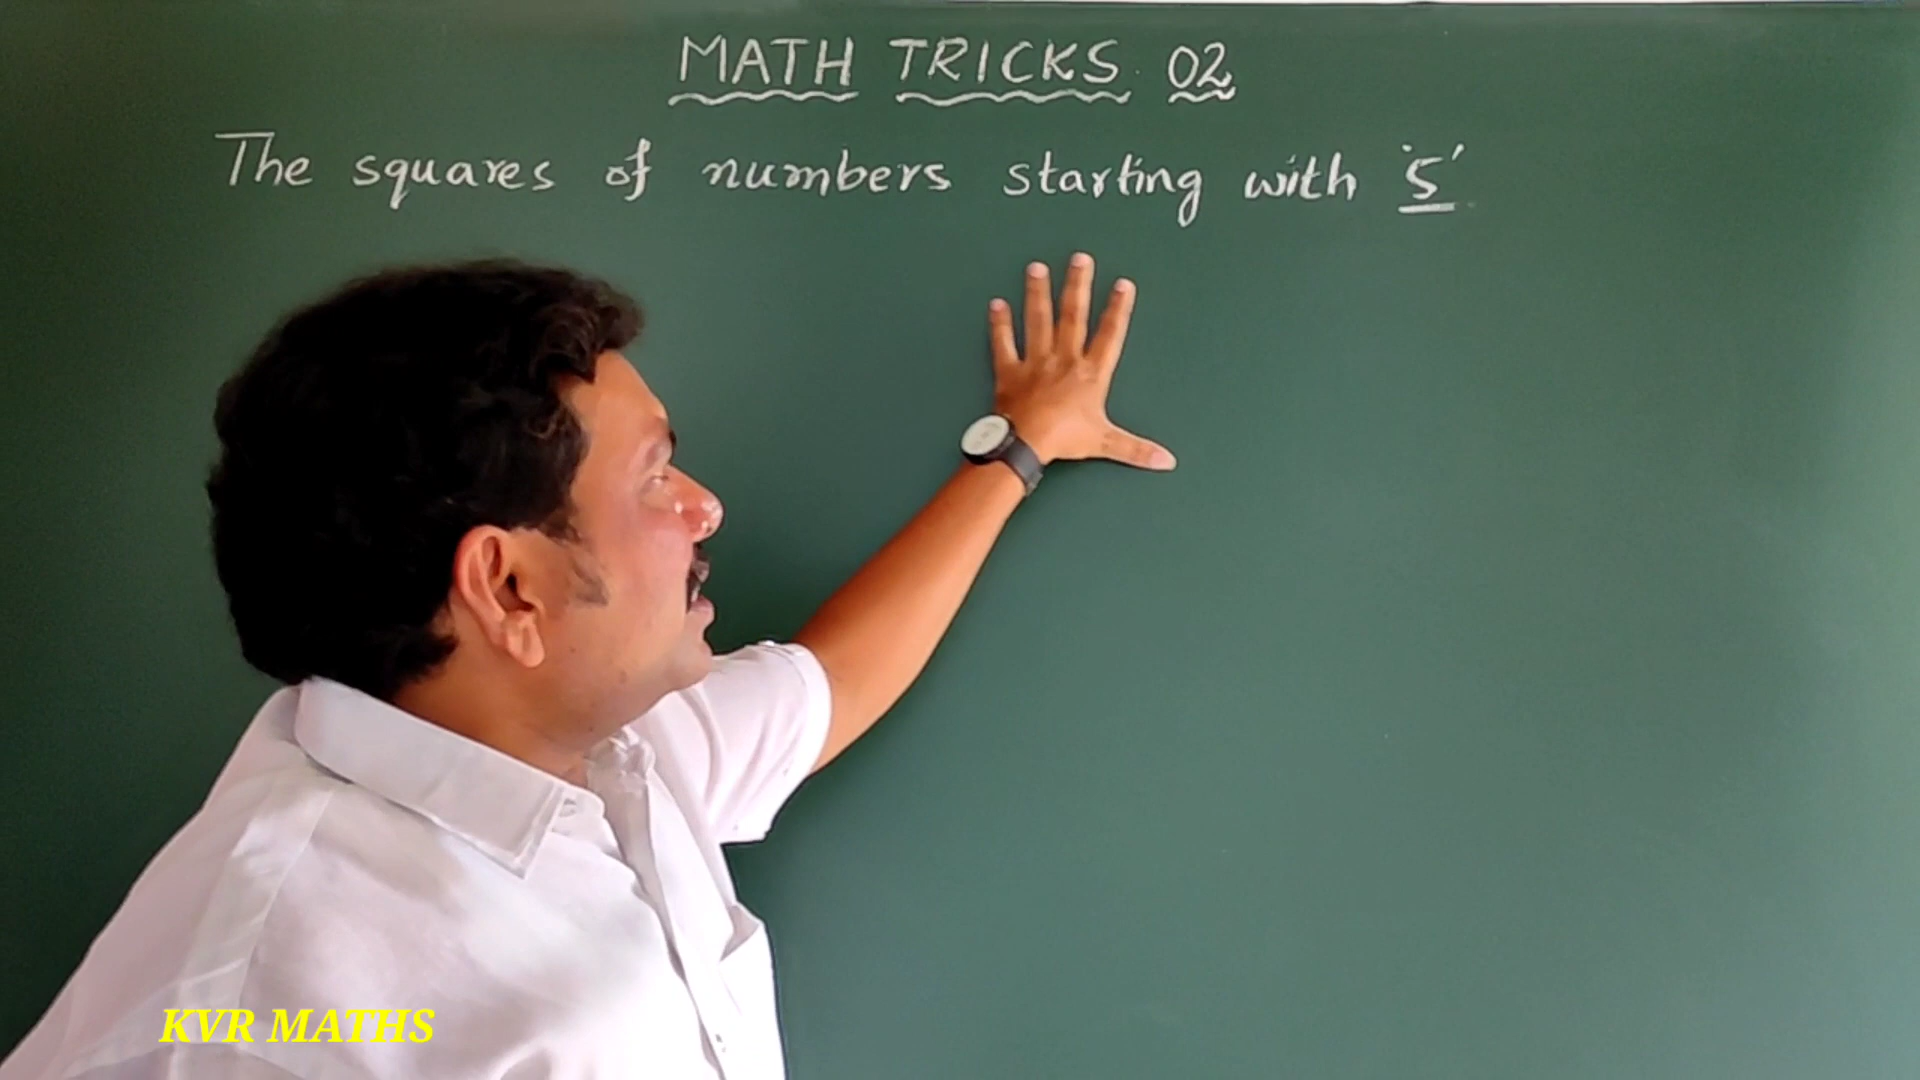 MATH TRICKS 02
The squares of numbers starting with '5'
KVR MATHS